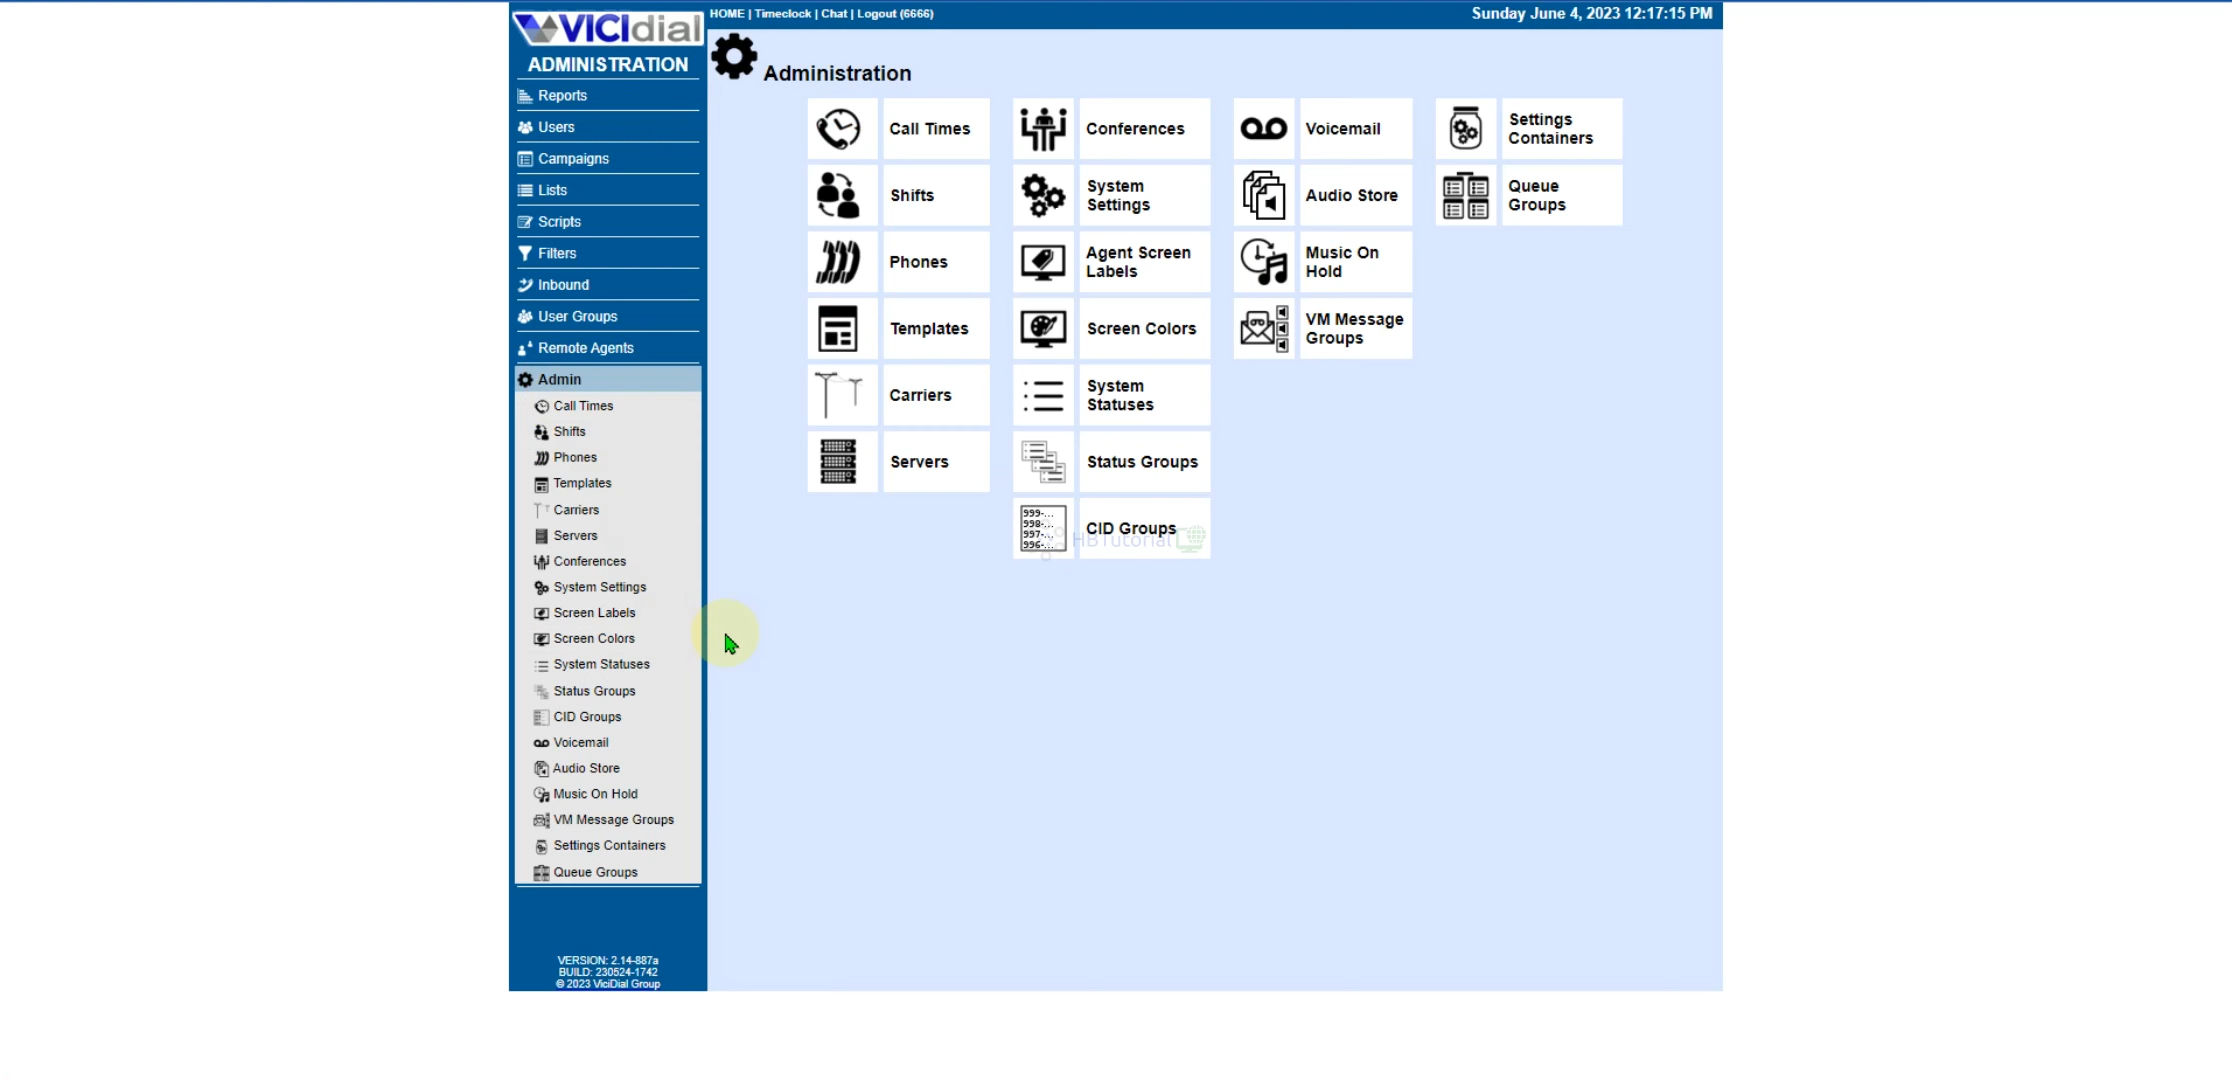 VICIdial
HOME | Timeclock | Chat | Logout (6666)
Sunday June 4, 2023 12:17:15 PM
ADMINISTRATION
Reports
Users
Campaigns
Lists
Scripts
Filters
Inbound
User Groups
Remote Agents
Admin
Call Times
Shifts
Phones
Templates
Carriers
Servers
Conferences
System Settings
Screen Labels
Screen Colors
System Statuses
Status Groups
CID Groups
Voicemail
Audio Store
Music On Hold
VM Message Groups
Settings Containers
Queue Groups
VERSION: 2.14-887a
BUILD: 230524-1742
© 2023 ViciDial Group
Administration
Call Times
Shifts
Phones
Templates
Carriers
Servers
Conferences
System
Settings
Agent Screen
Labels
Screen Colors
System
Statuses
Status Groups
999-...
998-...
997-...
996-...
CID Groups
HBTutorial
Voicemail
Audio Store
Music On
Hold
VM Message
Groups
Settings
Containers
Queue
Groups